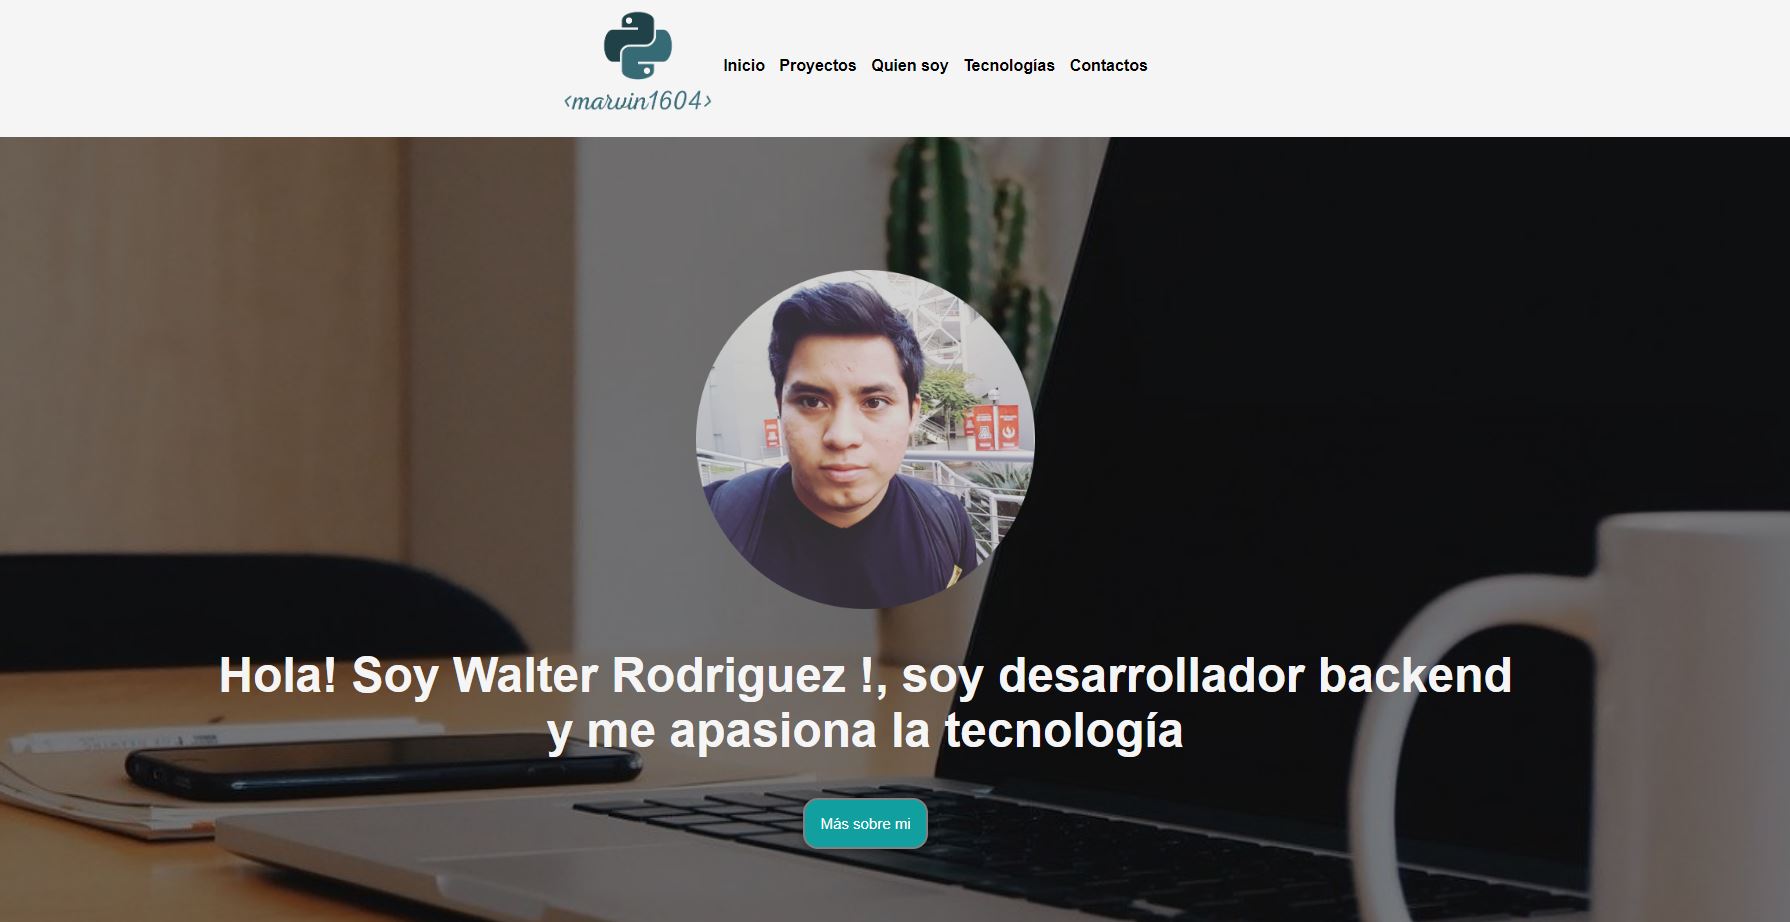 <marvin1604>
Inicio Proyectos Quien soy Tecnologías Contactos
Hola! Soy Walter Rodriguez !, soy desarrollador backend
y me apasiona la tecnología
Más sobre mi